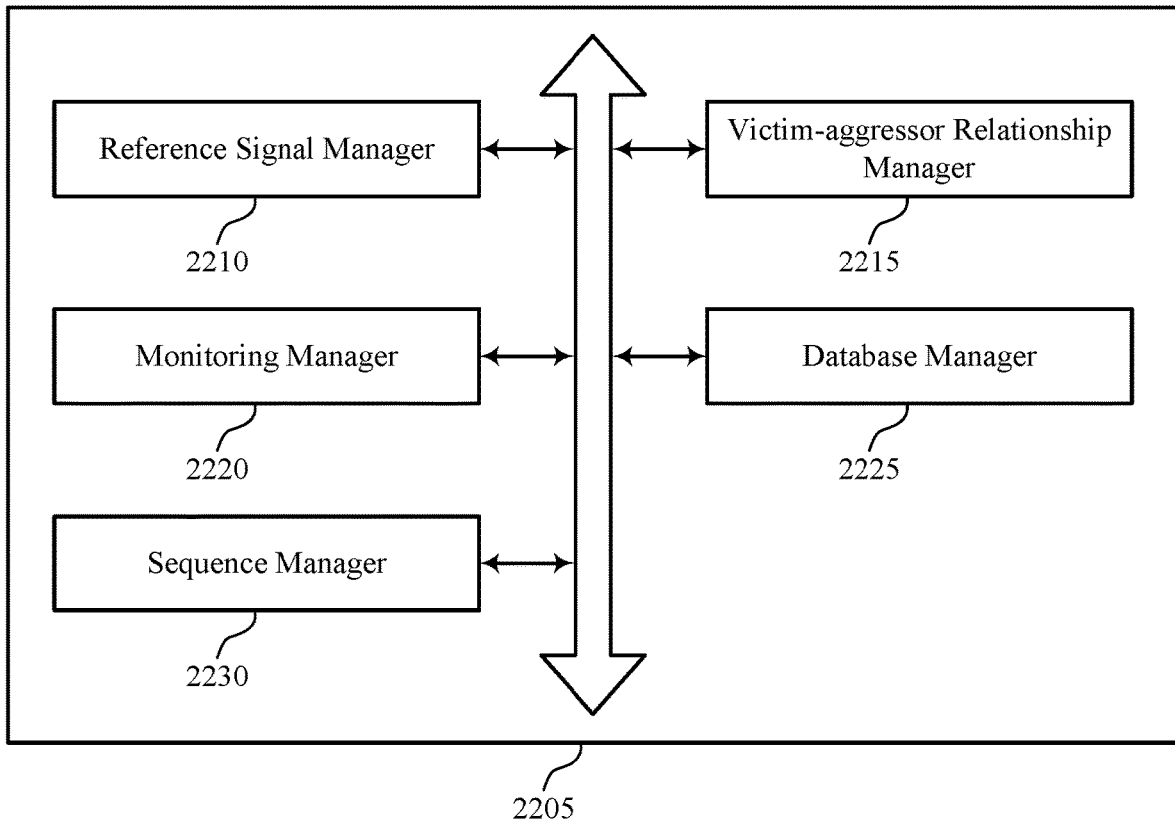 Reference Signal Manager
2210
Victim-aggressor Relationship
Manager
2215
Monitoring Manager
2220
Database Manager
2225
Sequence Manager
2230
2205